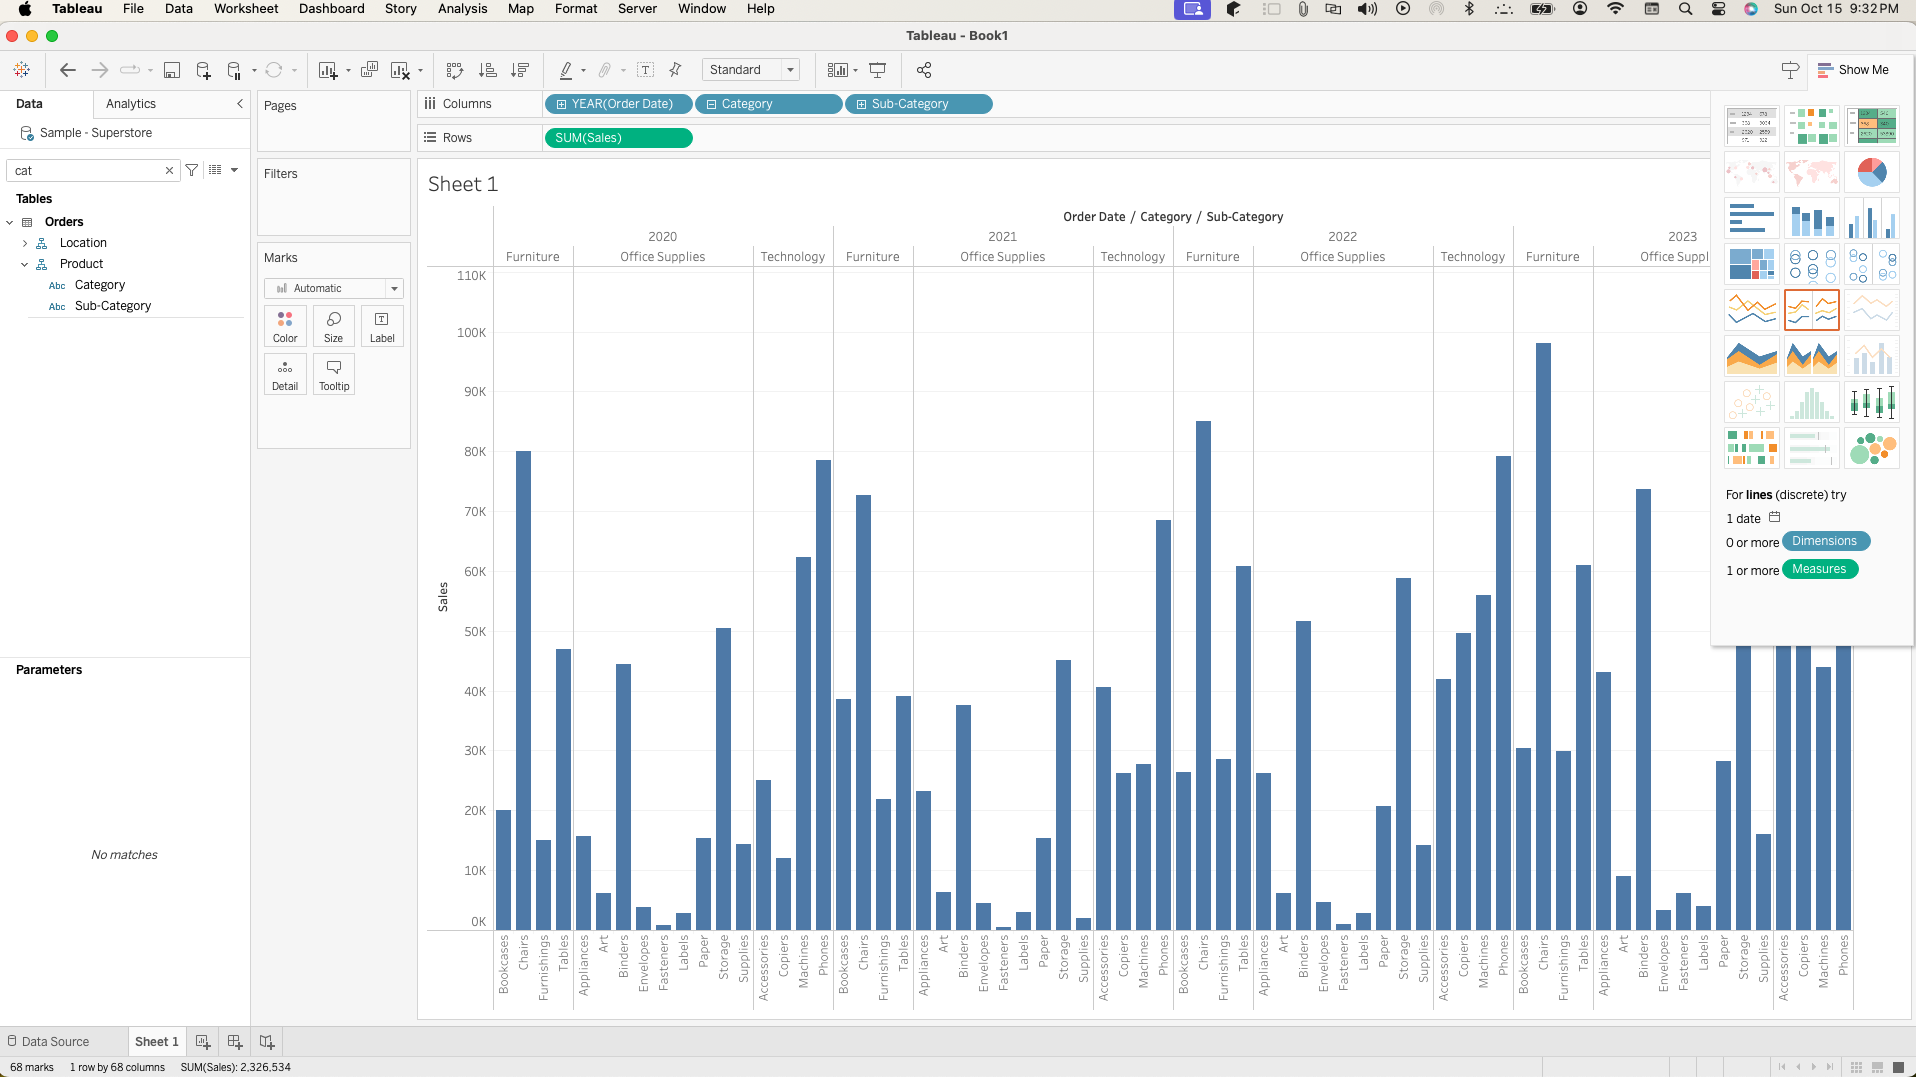 Tableau File Data Worksheet Dashboard Story Analysis Map Format Server Window Help Sun Oct 15 9:32 PM
Tableau - Book1
Standard
Show Me
Data Analytics
Sample - Superstore
cat
Tables
Orders
Location
Product
Abc Category
Abc Sub-Category
Parameters
No matches
Pages
Filters
Marks
Automatic
Color Size Label
Detail Tooltip
Columns YEAR(Order Date) Category Sub-Category
Rows SUM(Sales)
Sheet 1
Order Date / Category / Sub-Category
2020 2021 2022 2023
Furniture Office Supplies Technology Furniture Office Supplies Technology Furniture Office Supplies Technology Furniture Office Suppl
110K
100K
90K
80K
70K
60K
50K
40K
30K
20K
10K
0K
Sales
Bookcases Chairs Furnishings Tables Appliances Art Binders Envelopes Fasteners Labels Paper Storage Supplies Accessories Copiers Machines Phones Bookcases Chairs Furnishings Tables Appliances Art Binders Envelopes Fasteners Labels Paper Storage Supplies Accessories Copiers Machines Phones Bookcases Chairs Furnishings Tables Appliances Art Binders Envelopes Fasteners Labels Paper Storage Supplies Accessories Copiers Machines Phones Bookcases Chairs Furnishings Tables Appliances Art Binders Envelopes Fasteners Labels Paper Storage Supplies Accessories Copiers Machines Phones
For lines (discrete) try
1 date
0 or more Dimensions
1 or more Measures
Data Source Sheet 1
68 marks 1 row by 68 columns SUM(Sales): 2,326,534